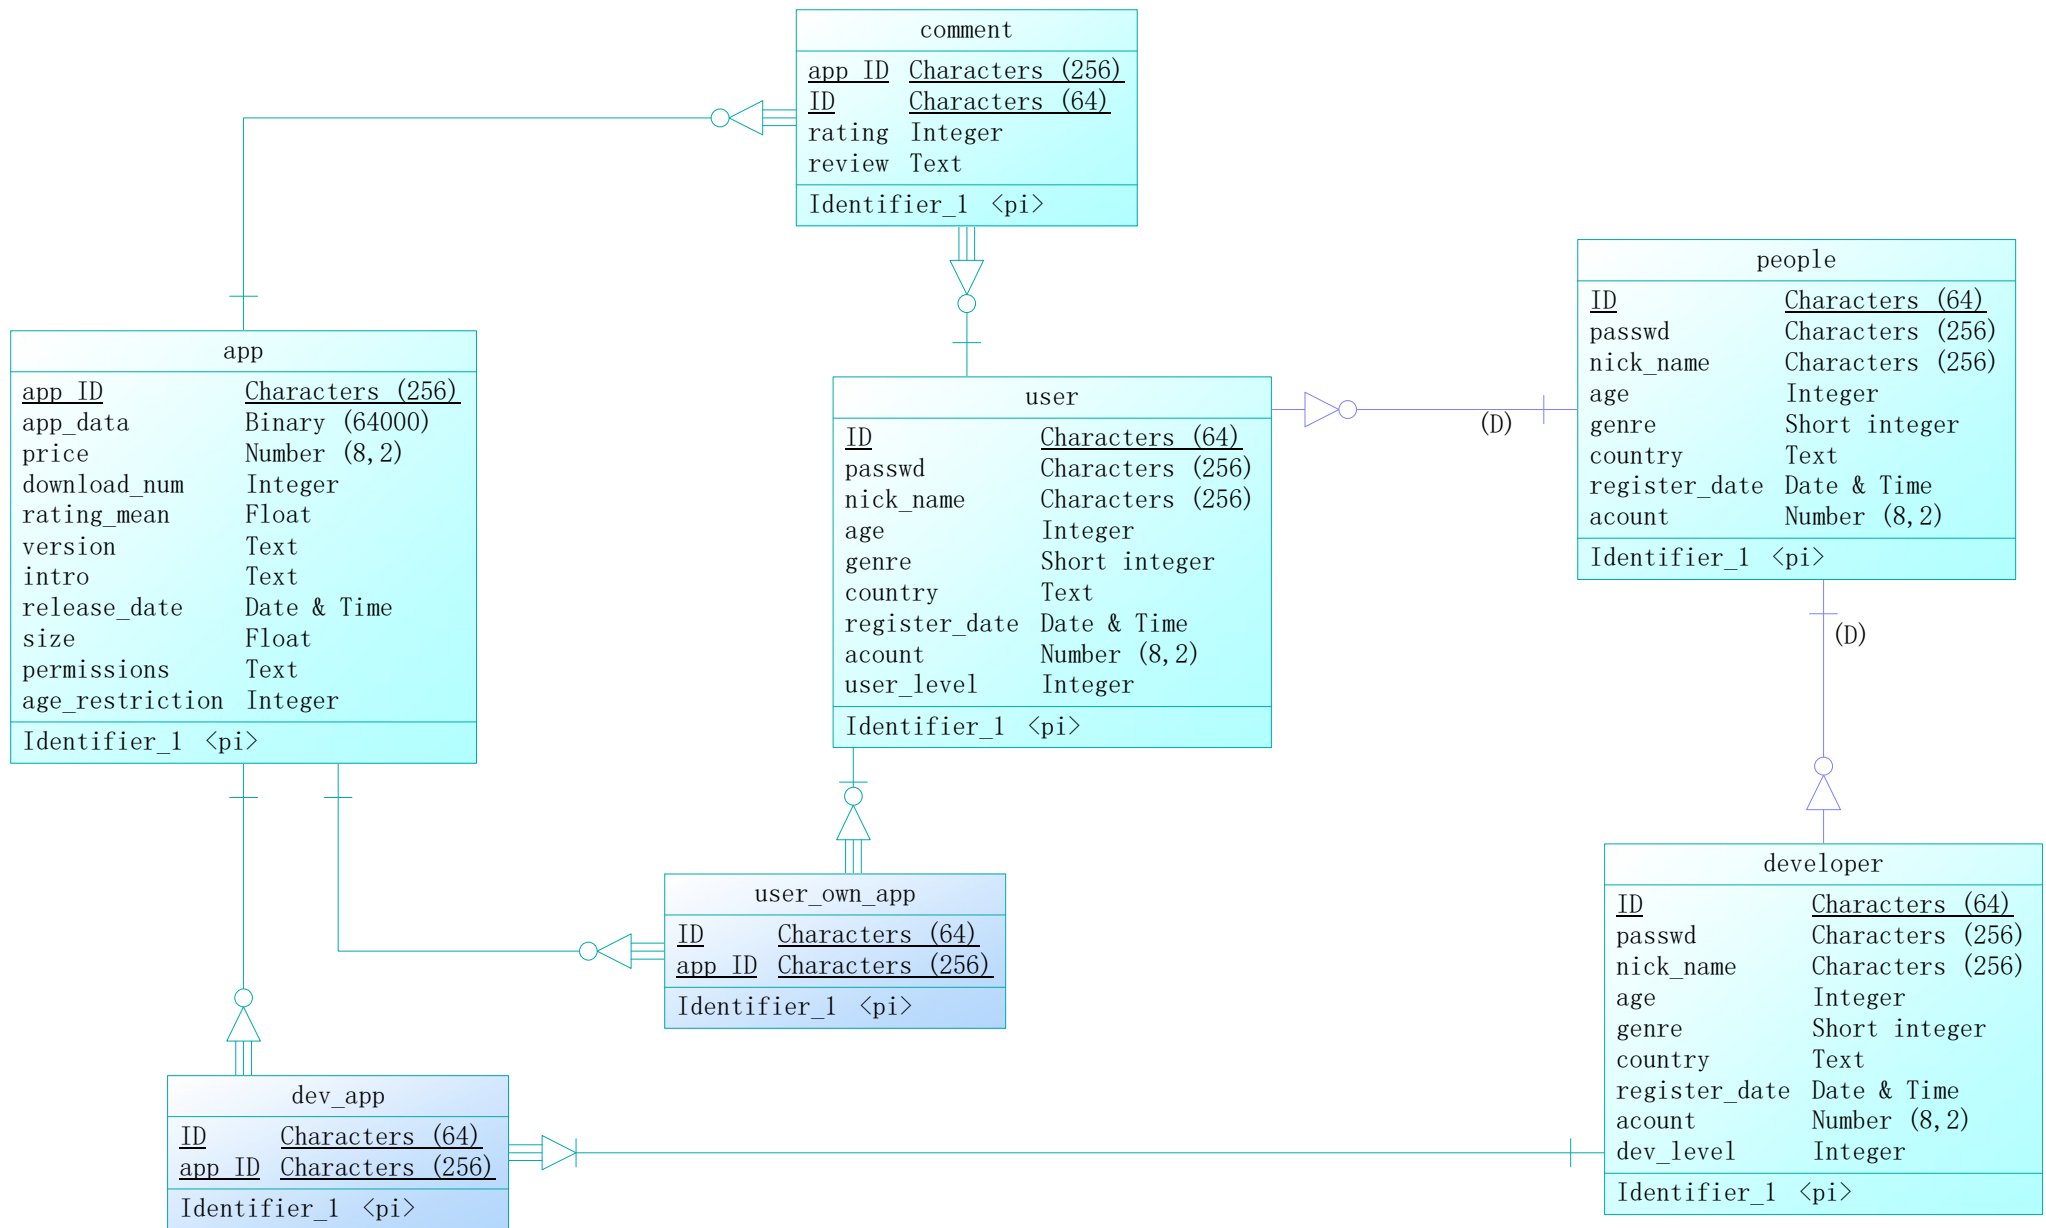 comment
app_ID Characters (256)
ID Characters (64)
rating Integer
review Text
Identifier_1 <pi>
people
ID Characters (64)
passwd Characters (256)
nick_name Characters (256)
age Integer
genre Short integer
country Text
register_date Date & Time
acount Number (8,2)
Identifier_1 <pi>
app
app_ID Characters (256)
app_data Binary (64000)
price Number (8,2)
download_num Integer
rating_mean Float
version Text
intro Text
release_date Date & Time
size Float
permissions Text
age_restriction Integer
Identifier_1 <pi>
user
ID Characters (64)
passwd Characters (256)
nick_name Characters (256)
age Integer
genre Short integer
country Text
register_date Date & Time
acount Number (8,2)
user_level Integer
Identifier_1 <pi>
(D)
(D)
user_own_app
ID Characters (64)
app_ID Characters (256)
Identifier_1 <pi>
developer
ID Characters (64)
passwd Characters (256)
nick_name Characters (256)
age Integer
genre Short integer
country Text
register_date Date & Time
acount Number (8,2)
dev_level Integer
Identifier_1 <pi>
dev_app
ID Characters (64)
app_ID Characters (256)
Identifier_1 <pi>